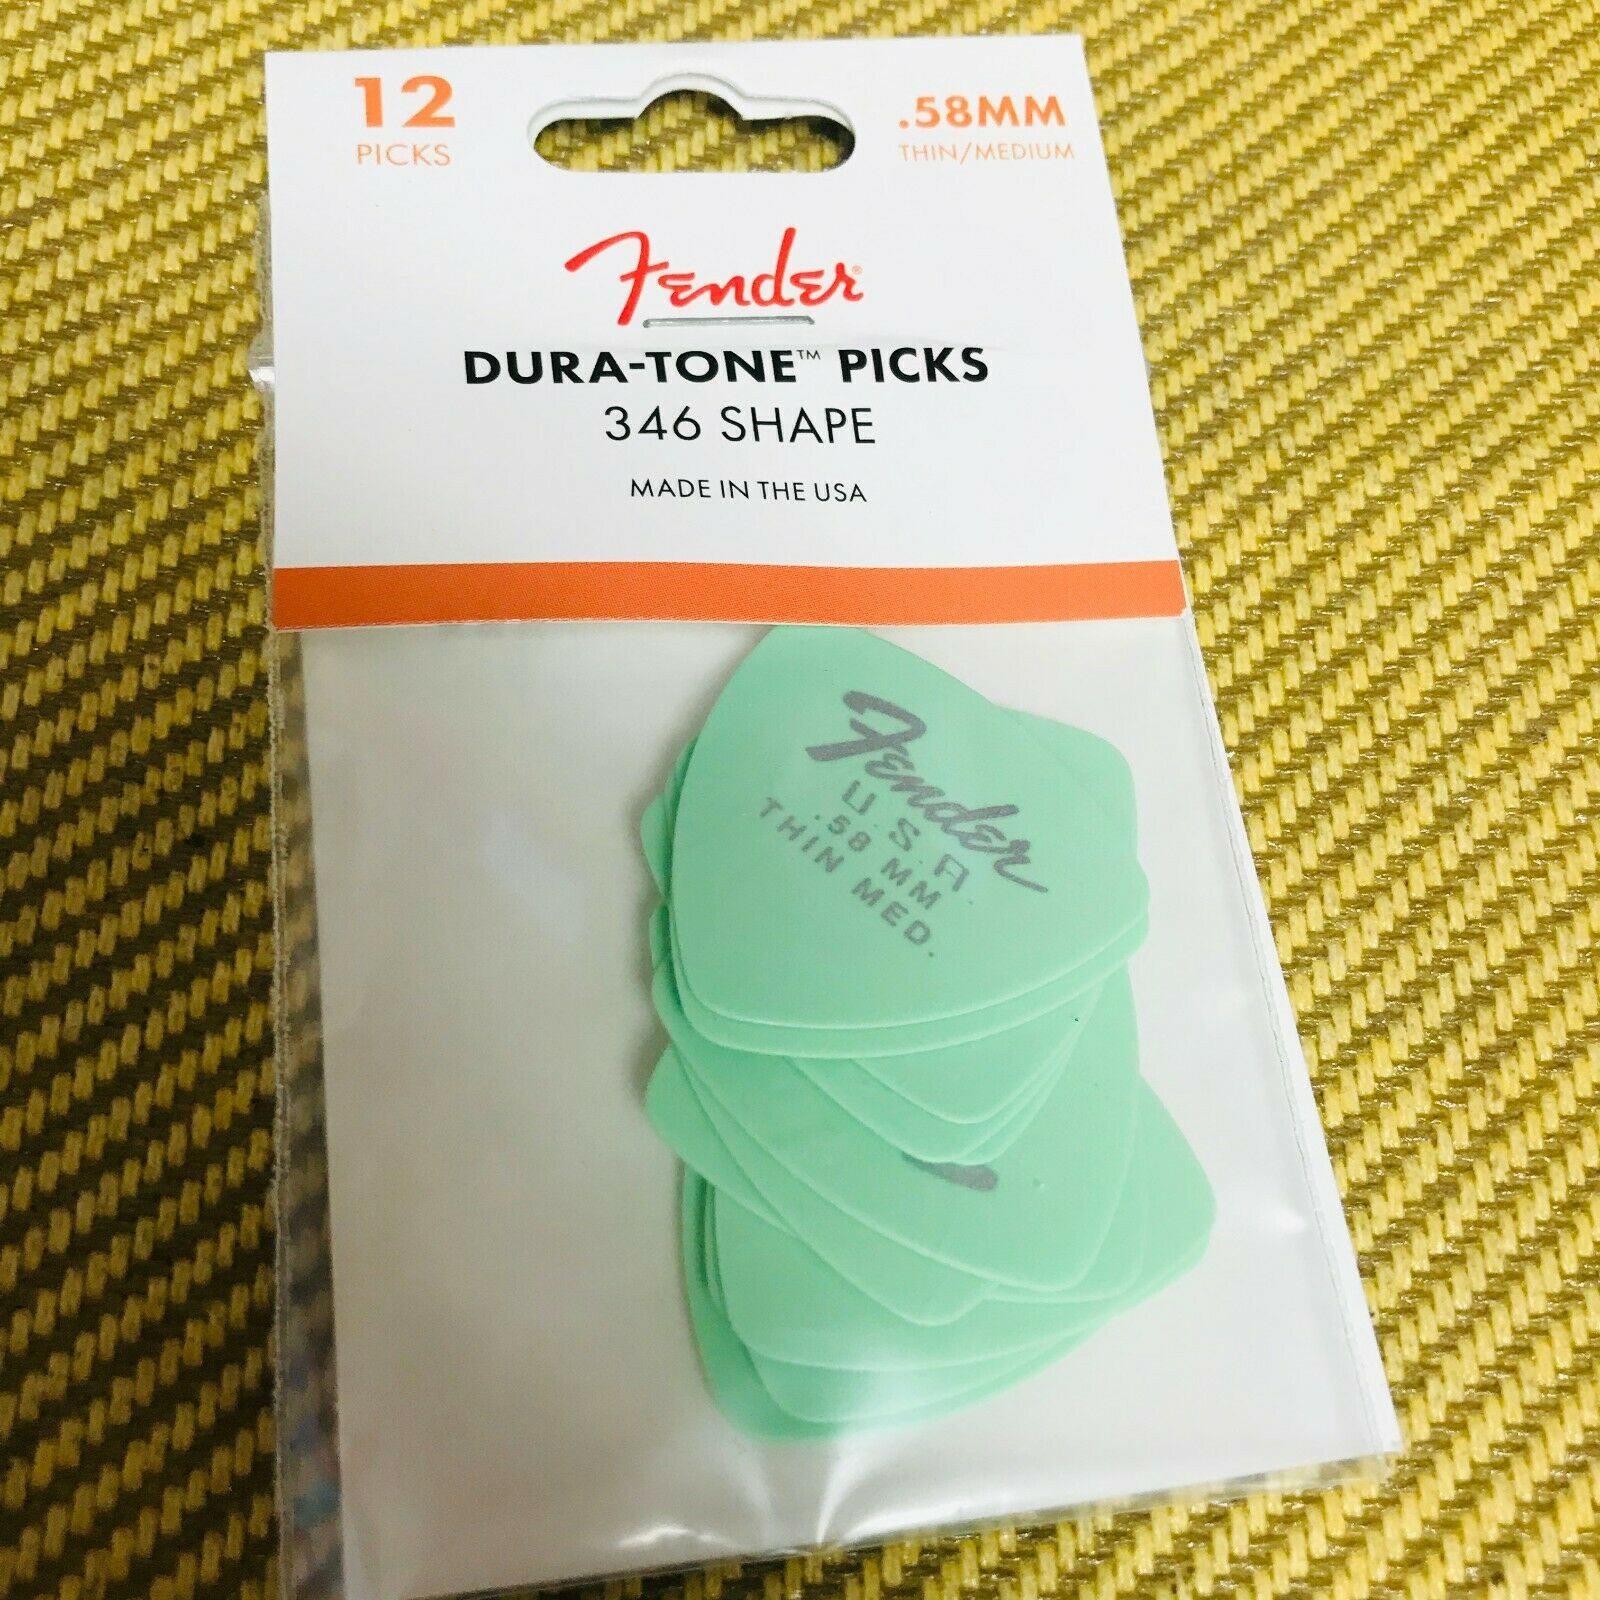 12
PICKS
.58MM
THIN/MEDIUM
Fender®
DURA-TONE™ PICKS
346 SHAPE
MADE IN THE USA
Fender
U.S.A.
.58 MM
THIN MED.